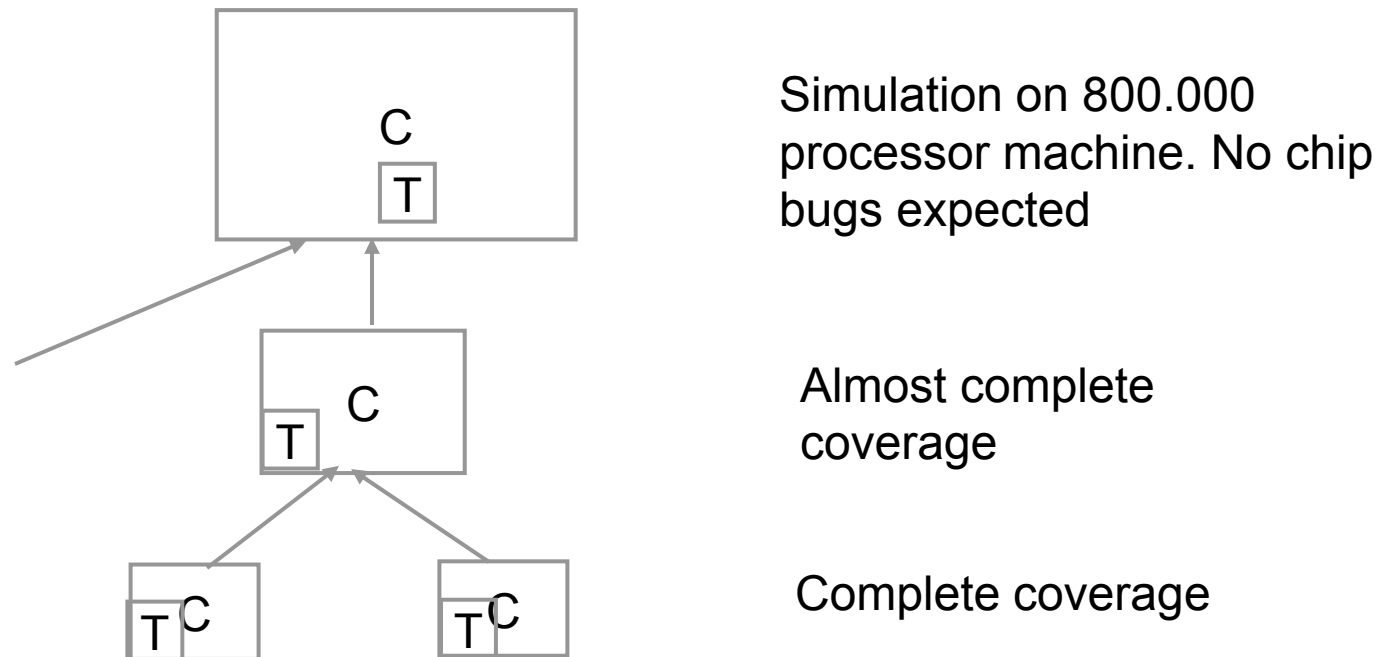 Simulation on 800.000
processor machine. No chip
bugs expected
C
T
Almost complete
coverage
C
T
Complete coverage
T C
T C